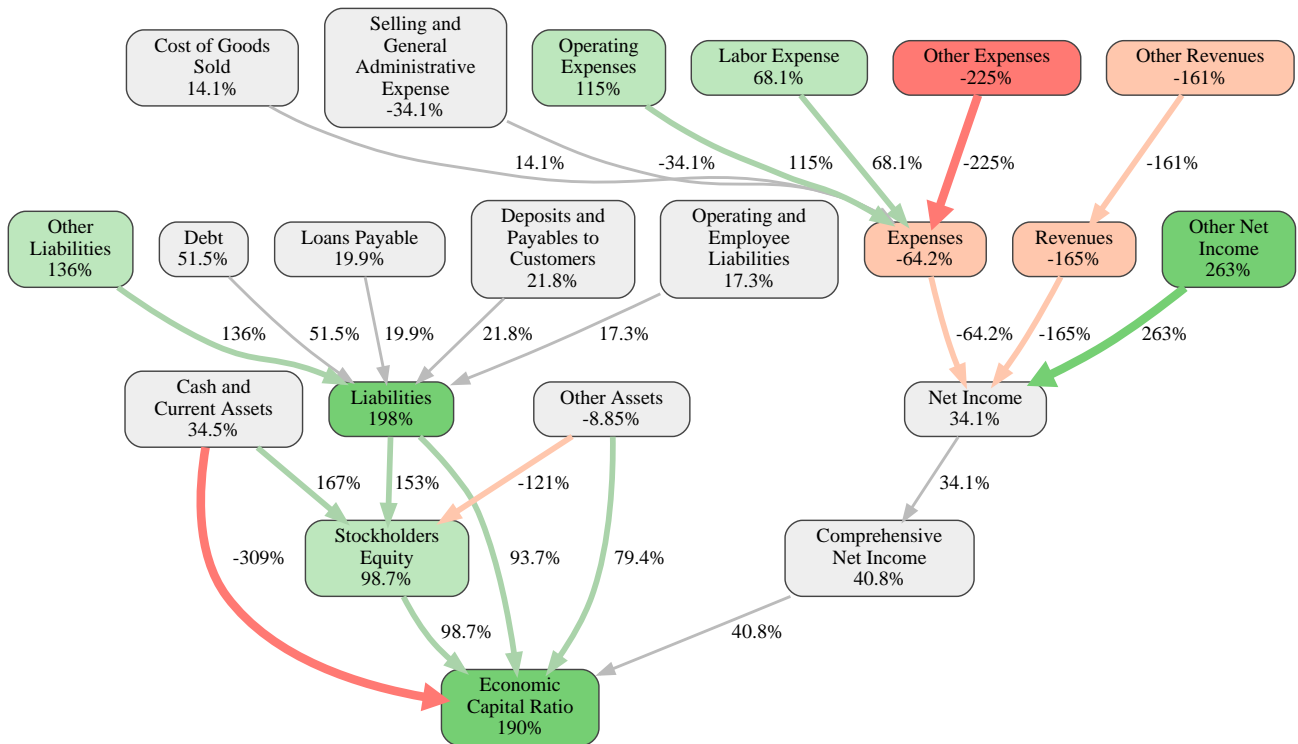 Cost of Goods
Sold
14.1%
Selling and
General
Administrative
Expense
-34.1%
Operating
Expenses
115%
Labor Expense
68.1%
Other Expenses
-225%
Other Revenues
-161%
14.1%
-34.1%
115%
68.1%
-225%
-161%
Other
Liabilities
136%
Debt
51.5%
Loans Payable
19.9%
Deposits and
Payables to
Customers
21.8%
Operating and
Employee
Liabilities
17.3%
Expenses
-64.2%
Revenues
-165%
Other Net
Income
263%
136%
51.5%
19.9%
21.8%
17.3%
-64.2%
-165%
263%
Cash and
Current Assets
34.5%
Liabilities
198%
Other Assets
-8.85%
Net Income
34.1%
167%
153%
-121%
34.1%
Stockholders
Equity
98.7%
Comprehensive
Net Income
40.8%
-309%
93.7%
79.4%
98.7%
40.8%
Economic
Capital Ratio
190%